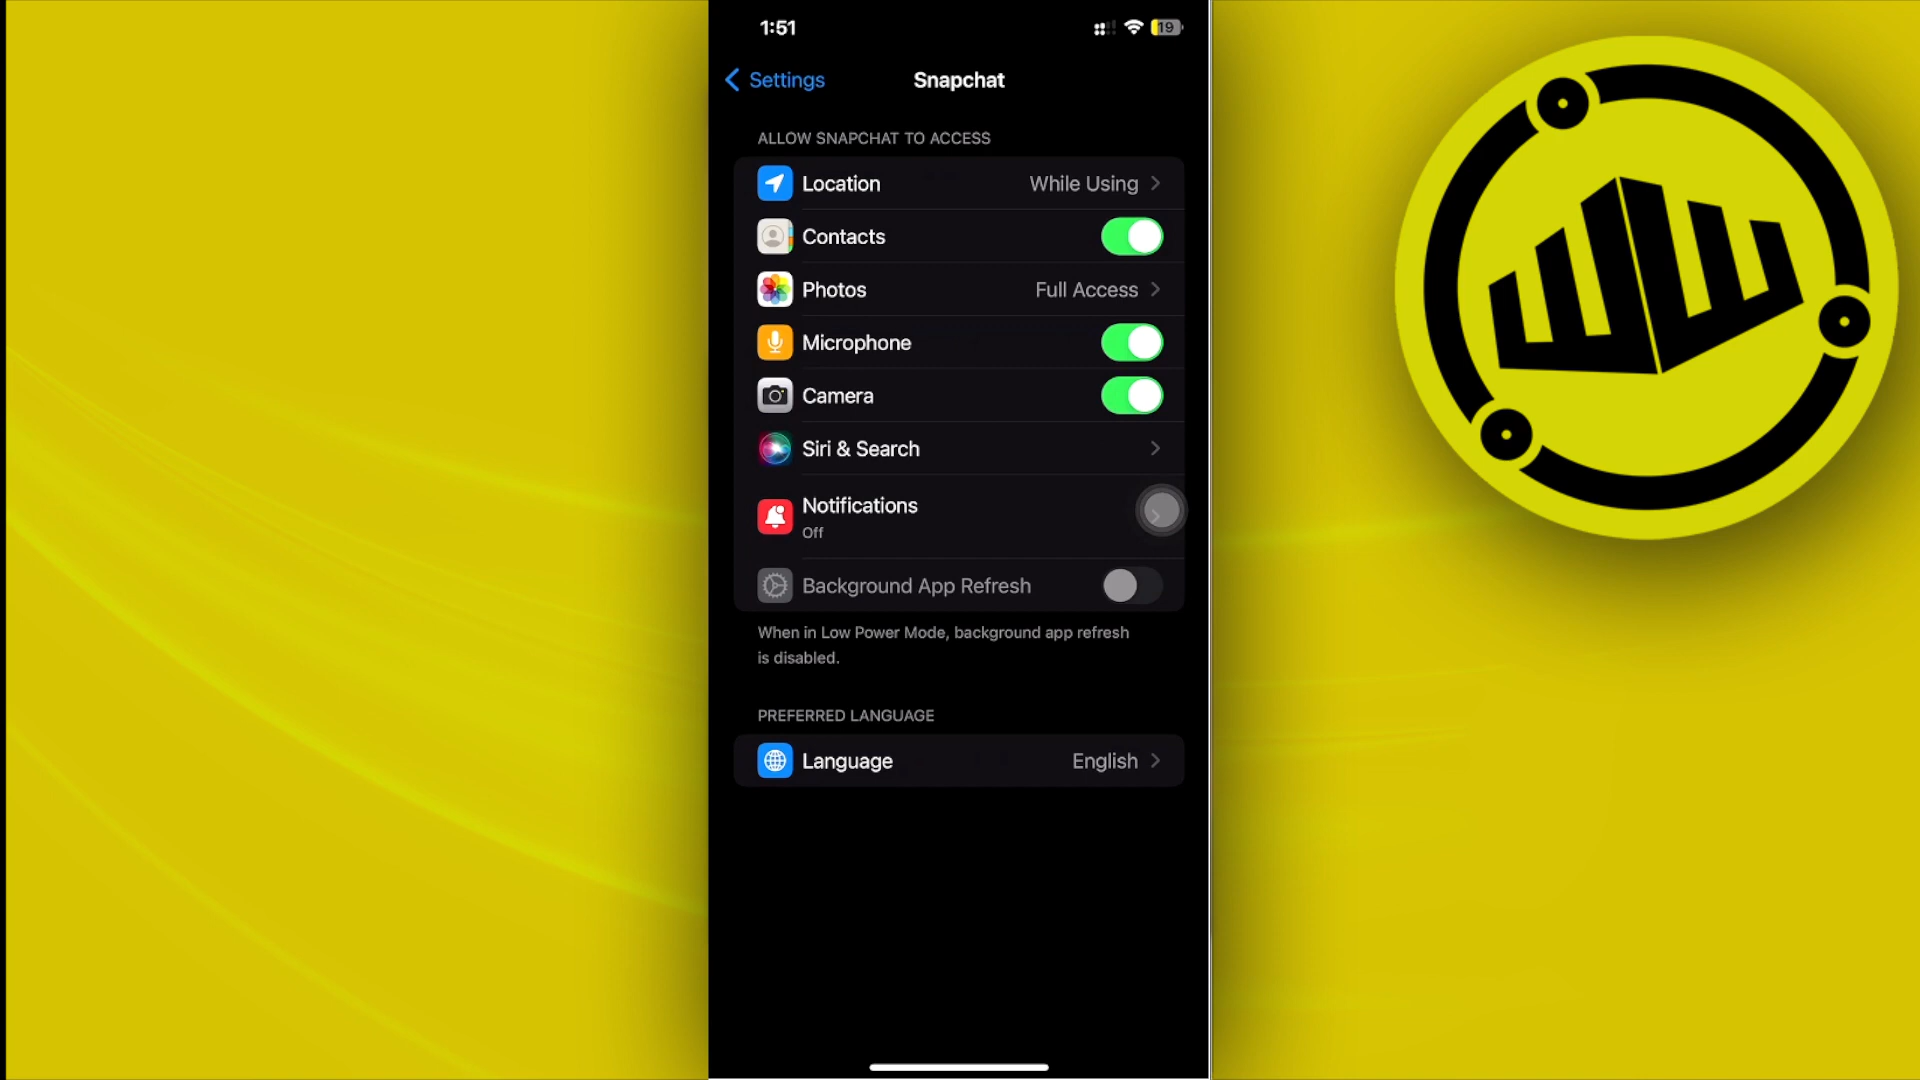 1:51
19
Settings
Snapchat
ALLOW SNAPCHAT TO ACCESS
Location While Using
Contacts
Photos Full Access
Microphone
Camera
Siri & Search
Notifications
Off
Background App Refresh
When in Low Power Mode, background app refresh
is disabled.
PREFERRED LANGUAGE
Language English